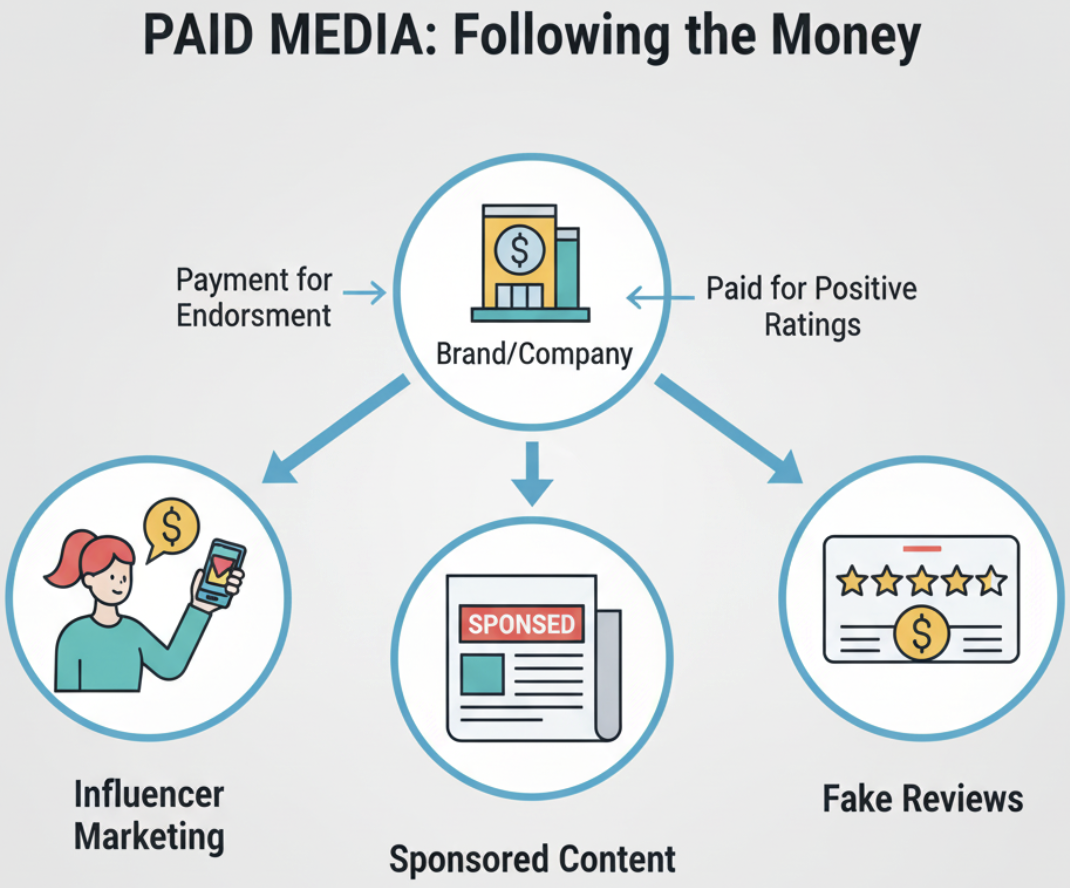 PAID MEDIA: Following the Money
$
Payment for
Endorsment
Paid for Positive
Ratings
Brand/Company
$
SPONSED
$
Influencer
Marketing
Fake Reviews
Sponsored Content